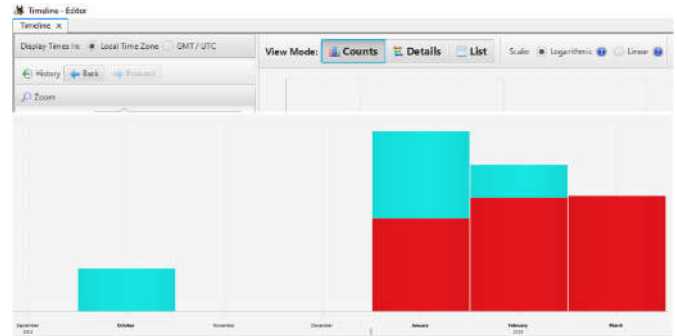 Timeline - Editor
Timeline ×
Display Times In: Local Time Zone GMT / UTC
History Back Forward
Zoom
View Mode: Counts Details List Scale: Logarithmic Linear
September October November December January February March